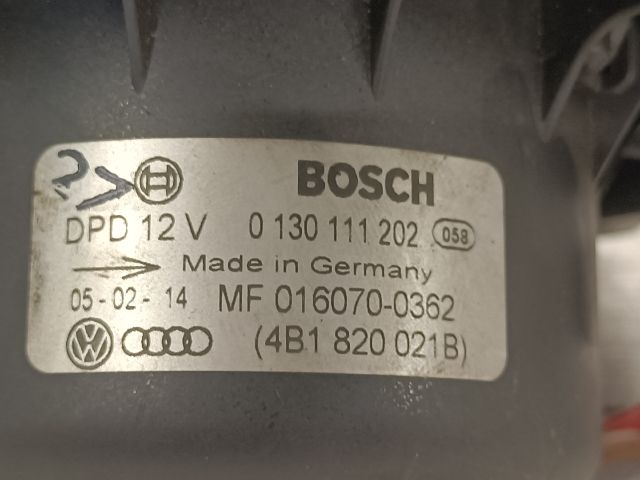 BOSCH
DPD 12 V 0 130 111 202 058
Made in Germany
05-02-14 MF 016070-0362
(4B1 820 021B)